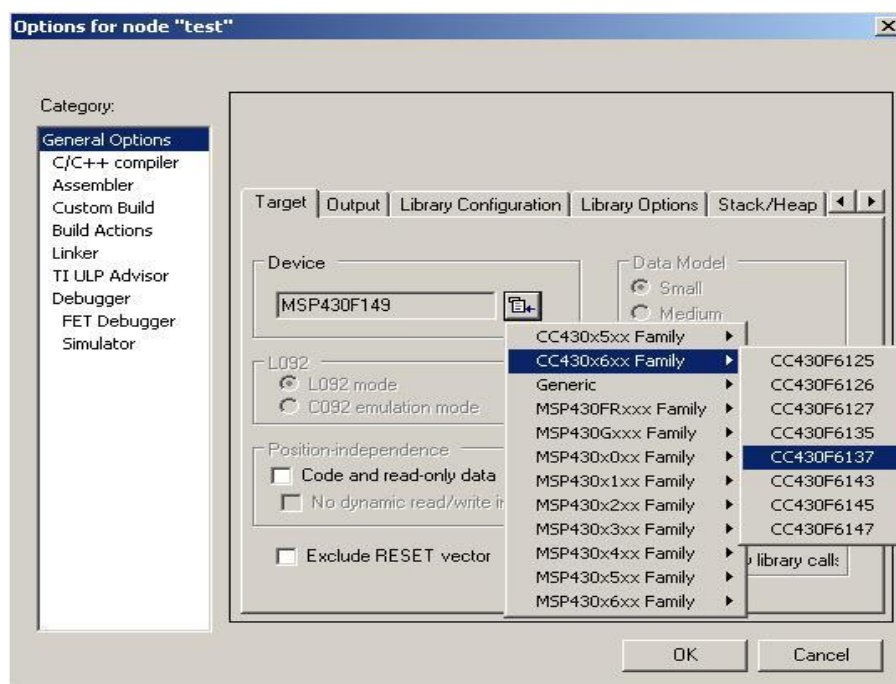 Options for node "test"
Category:
General Options
C/C++ compiler
Assembler
Custom Build
Build Actions
Linker
TI ULP Advisor
Debugger
FET Debugger
Simulator
Target Output Library Configuration Library Options Stack/Heap
Device
MSP430F149
Data Model
Small
Medium
L092
L092 mode
C092 emulation mode
Position-independence
Code and read-only data
No dynamic read/write
Exclude RESET vector
CC430x5xx Family
CC430x6xx Family
Generic
MSP430FRxxx Family
MSP430Gxxx Family
MSP430x0xx Family
MSP430x1xx Family
MSP430x2xx Family
MSP430x3xx Family
MSP430x4xx Family
MSP430x5xx Family
MSP430x6xx Family
CC430F6125
CC430F6126
CC430F6127
CC430F6135
CC430F6137
CC430F6143
CC430F6145
CC430F6147
library
OK Cancel